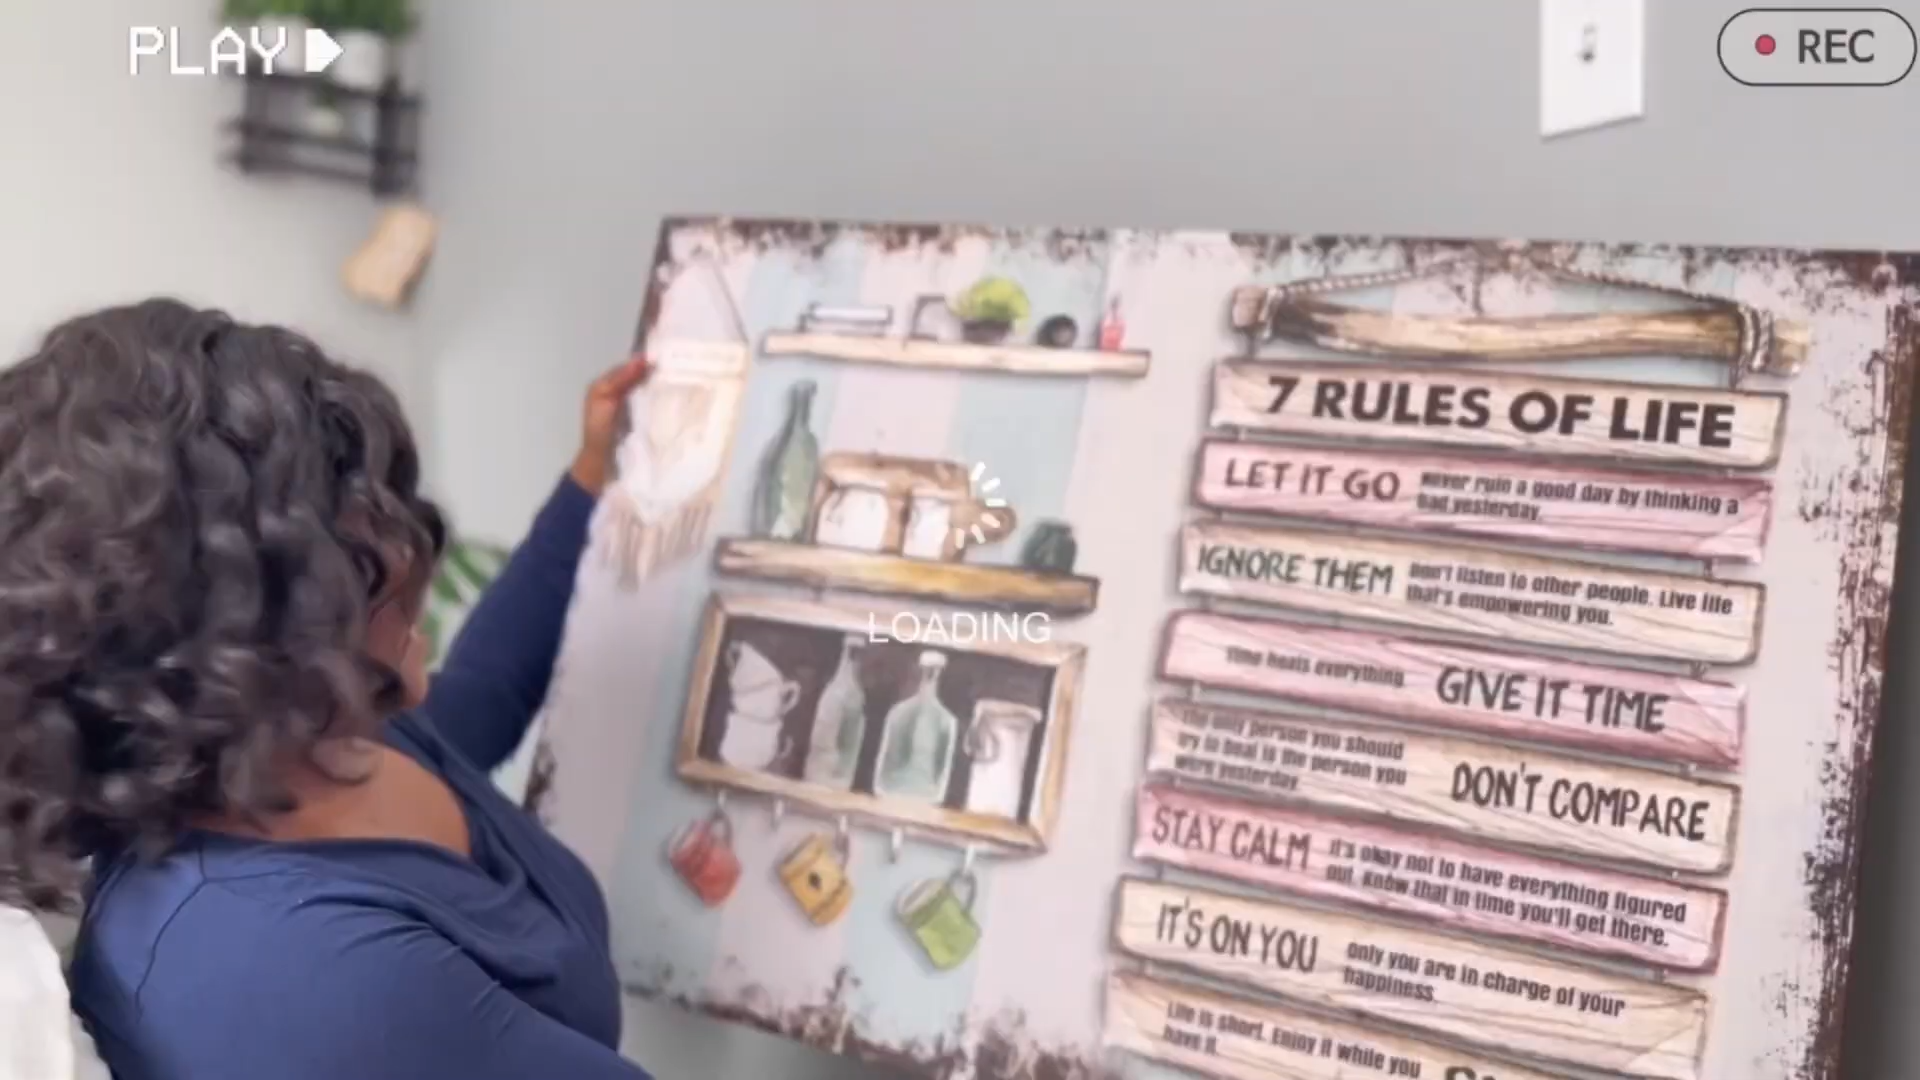 PLAY
REC
7 RULES OF LIFE
LET IT GO
Never ruin a good day by thinking a
bad yesterday.
IGNORE THEM
Don't listen to other people. Live life
that's empowering you.
Time heals everything.
GIVE IT TIME
The only person you should
try to beat is the person you
were yesterday.
DON'T COMPARE
STAY CALM
it's okay not to have everything figured
out. Know that in time you'll get there.
IT'S ON YOU
only you are in charge of your
happiness
Life is short. Enjoy it while you
have it.
LOADING